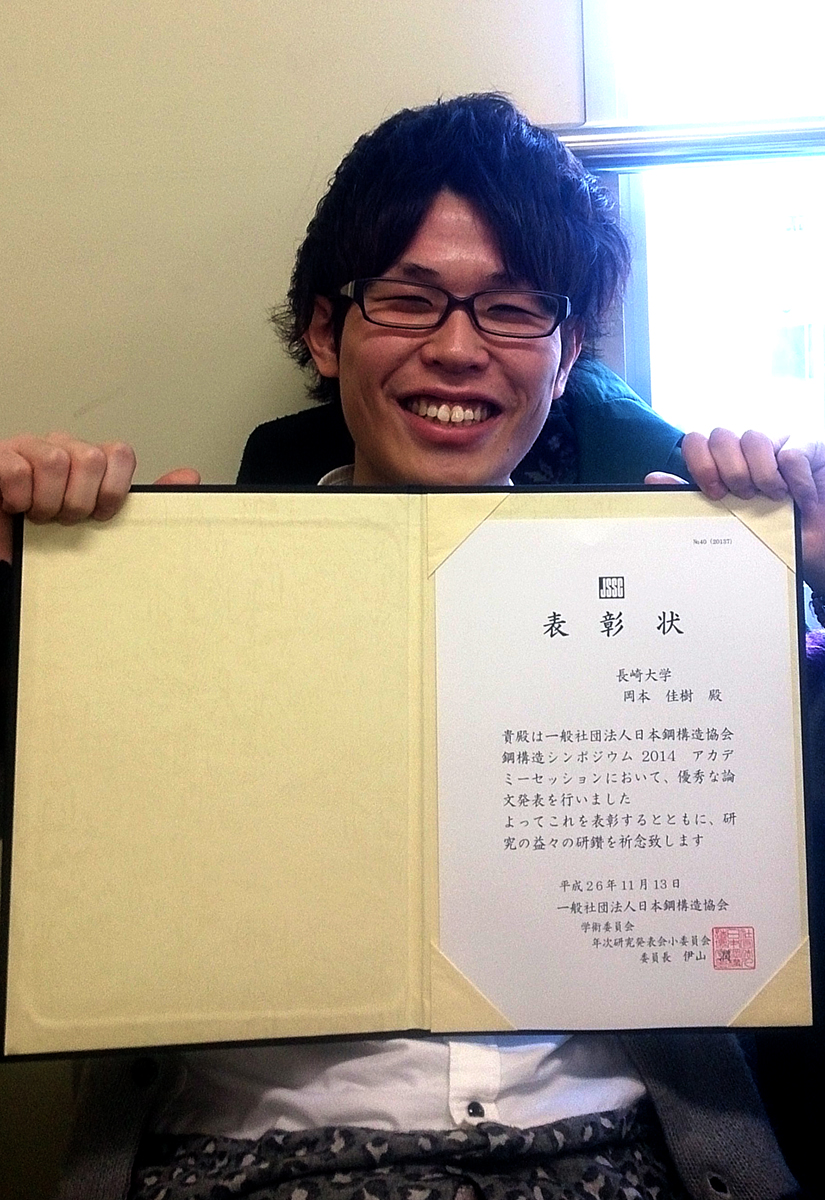 №40 (20137)
JSSC
表彰状
長崎大学
岡本 佳樹 殿
貴殿は一般社団法人日本鋼構造協会
鋼構造シンポジウム 2014 アカデ
ミーセッションにおいて、優秀な論
文発表を行いました
よってこれを表彰するとともに、研
究の益々の研鑽を祈念致します
平成26年11月13日
一般社団法人日本鋼構造協会
学術委員会
年次研究発表会小委員会
委員長 伊山 潤